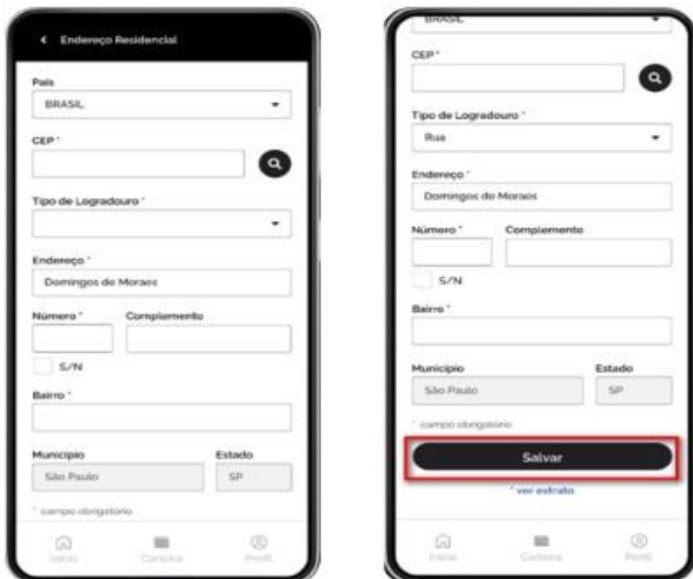 Endereço Residencial
País
BRASIL
CEP *
Tipo de Logradouro *
Endereço *
Domingos de Moraes
Número * Complemento
S/N
Bairro *
Município Estado
São Paulo SP
* campo obrigatório
Início Carteira Perfil
BRASIL
CEP *
Tipo de Logradouro *
Rua
Endereço *
Domingos de Moraes
Número * Complemento
S/N
Bairro *
Município Estado
São Paulo SP
* campo obrigatório
Salvar
* ver extrato
Início Carteira Perfil